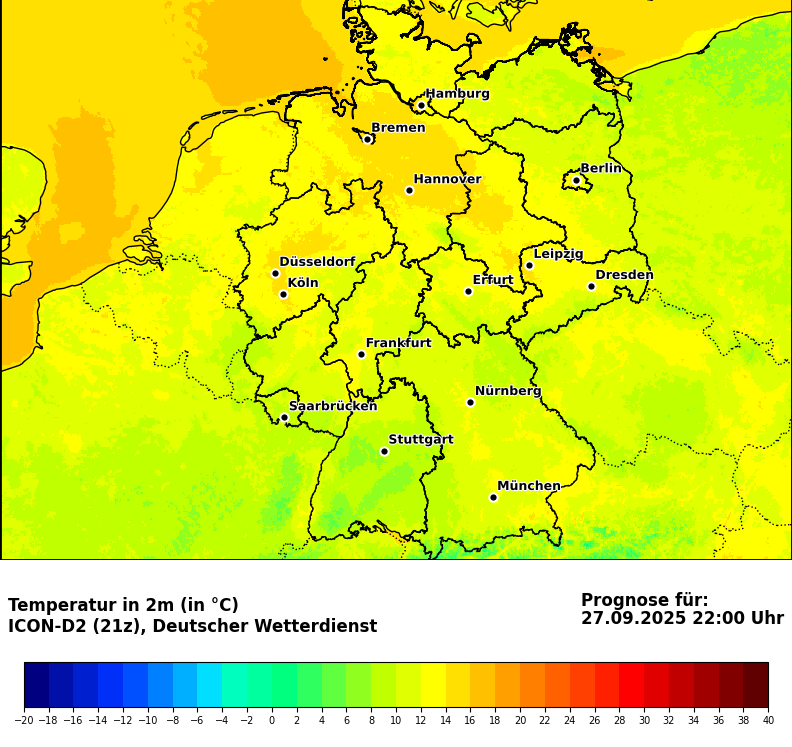 Hamburg
Bremen
Berlin
Hannover
Leipzig
Düsseldorf
Dresden
Köln
Erfurt
Frankfurt
Nürnberg
Saarbrücken
Stuttgart
München
Temperatur in 2m (in °C)
ICON-D2 (21z), Deutscher Wetterdienst
Prognose für:
27.09.2025 22:00 Uhr
−20 −18 −16 −14 −12 −10 −8 −6 −4 −2 0 2 4 6 8 10 12 14 16 18 20 22 24 26 28 30 32 34 36 38 40